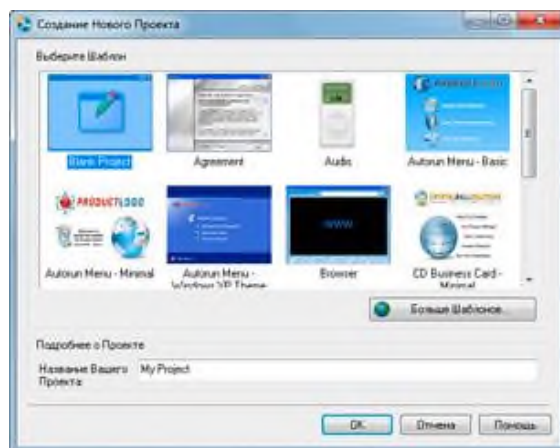 Создание Нового Проекта
Выберите Шаблон
Blank Project
Agreement
Audio
Autorun Menu - Basic
PRODUCTLOGO
WWW
Autorun Menu - Minimal
Autorun Menu -
Windows XP Theme
Browser
CD Business Card -
Minimal
Больше Шаблонов...
Подробнее о Проекте
Название Вашего
Проекта
My Project
OK
Отмена
Помощь